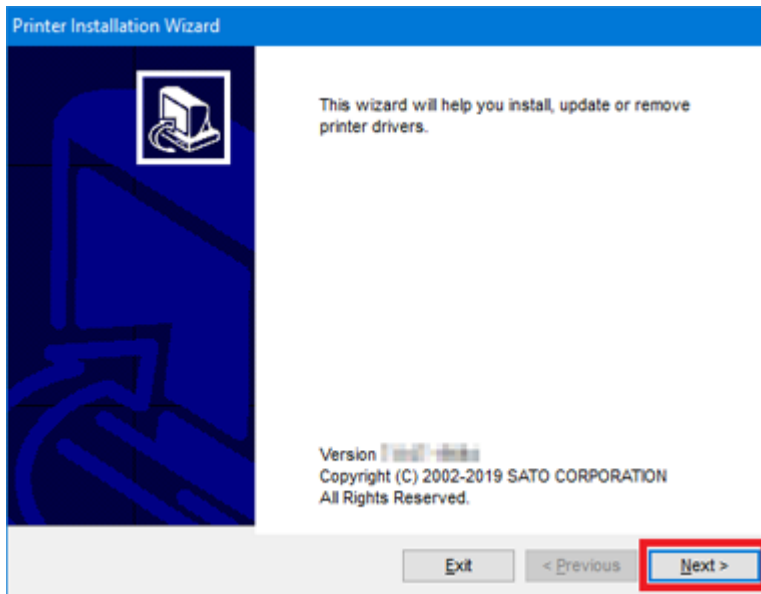 Printer Installation Wizard
This wizard will help you install, update or remove
printer drivers.
Version
Copyright (C) 2002-2019 SATO CORPORATION
All Rights Reserved.
Exit
< Previous
Next >